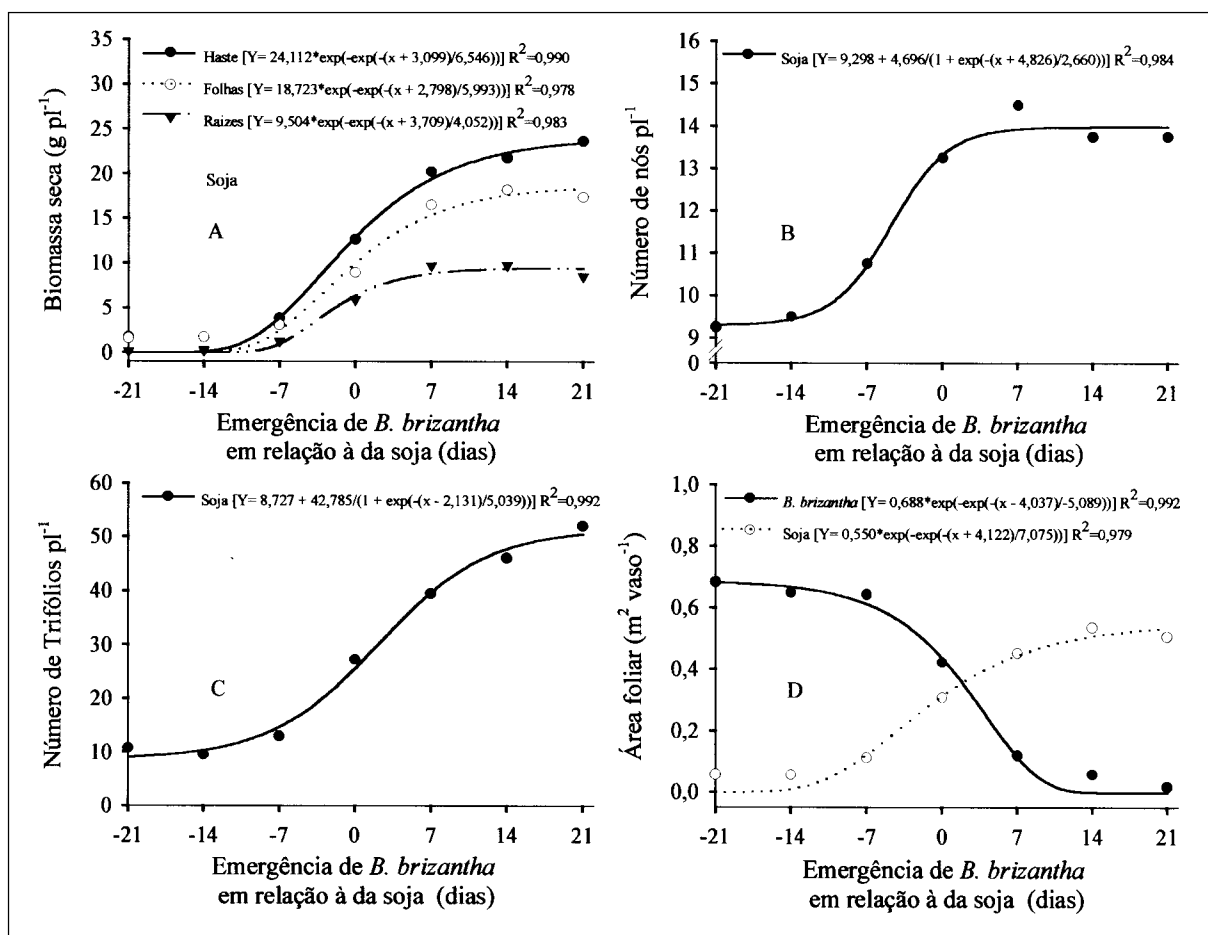 35
30
25
20
15
10
5
0
Biomassa seca (g pl⁻¹)
Haste [Y= 24,112*exp(-exp(-(x + 3,099)/6,546))] R²=0,990
Folhas [Y= 18,723*exp(-exp(-(x + 2,798)/5,993))] R²=0,978
Raizes [Y= 9,504*exp(-exp(-(x + 3,709)/4,052))] R²=0,983
Soja
A
-21 -14 -7 0 7 14 21
Emergência de B. brizantha
em relação à da soja (dias)
16
15
14
13
12
11
10
9
0
Número de nós pl⁻¹
Soja [Y= 9,298 + 4,696/(1 + exp(-(x + 4,826)/2,660))] R²=0,984
B
-21 -14 -7 0 7 14 21
Emergência de B. brizantha
em relação à da soja (dias)
60
50
40
30
20
10
0
Número de Trifólios pl⁻¹
Soja [Y= 8,727 + 42,785/(1 + exp(-(x - 2,131)/5,039))] R²=0,992
C
-21 -14 -7 0 7 14 21
Emergência de B. brizantha
em relação à da soja (dias)
1,0
0,8
0,6
0,4
0,2
0,0
Área foliar (m² vaso⁻¹)
B. brizantha [Y= 0,688*exp(-exp(-(x - 4,037)/-5,089))] R²=0,992
Soja [Y= 0,550*exp(-exp(-(x + 4,122)/7,075))] R²=0,979
D
-21 -14 -7 0 7 14 21
Emergência de B. brizantha
em relação à da soja (dias)